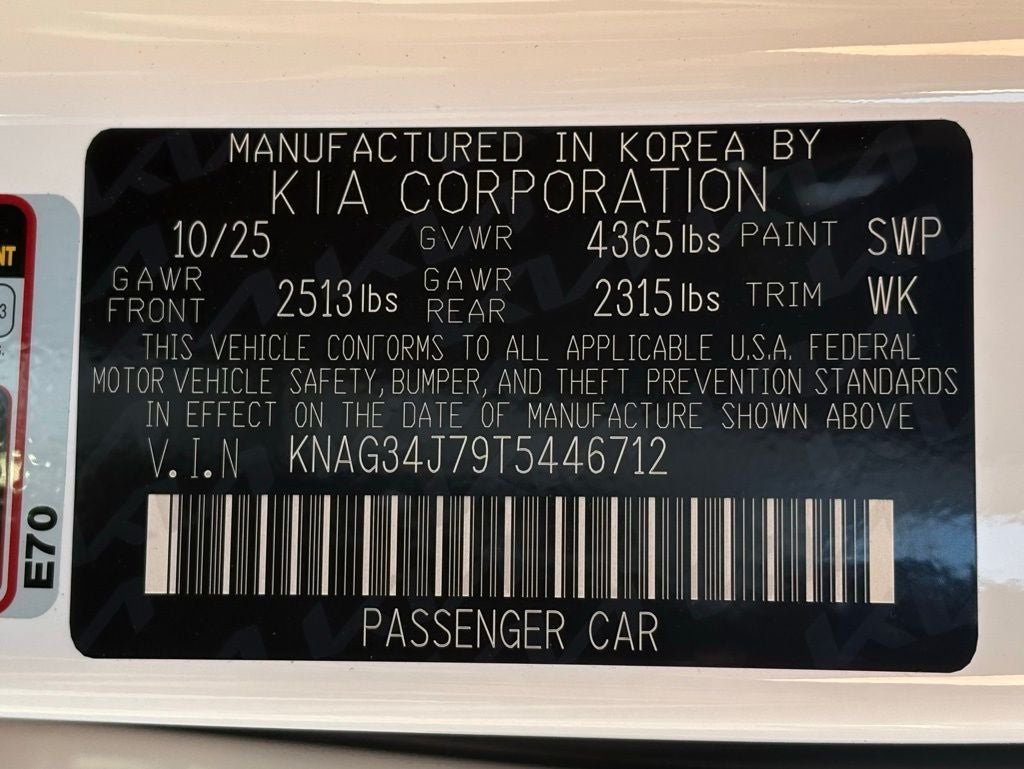 MANUFACTURED IN KOREA BY
KIA CORPORATION
10/25 GVWR 4365 lbs PAINT SWP
GAWR FRONT 2513 lbs GAWR REAR 2315 lbs TRIM WK
THIS VEHICLE CONFORMS TO ALL APPLICABLE U.S.A. FEDERAL
MOTOR VEHICLE SAFETY, BUMPER, AND THEFT PREVENTION STANDARDS
IN EFFECT ON THE DATE OF MANUFACTURE SHOWN ABOVE
V.I.N KNAG34J79T5446712
PASSENGER CAR
NT
3
E70